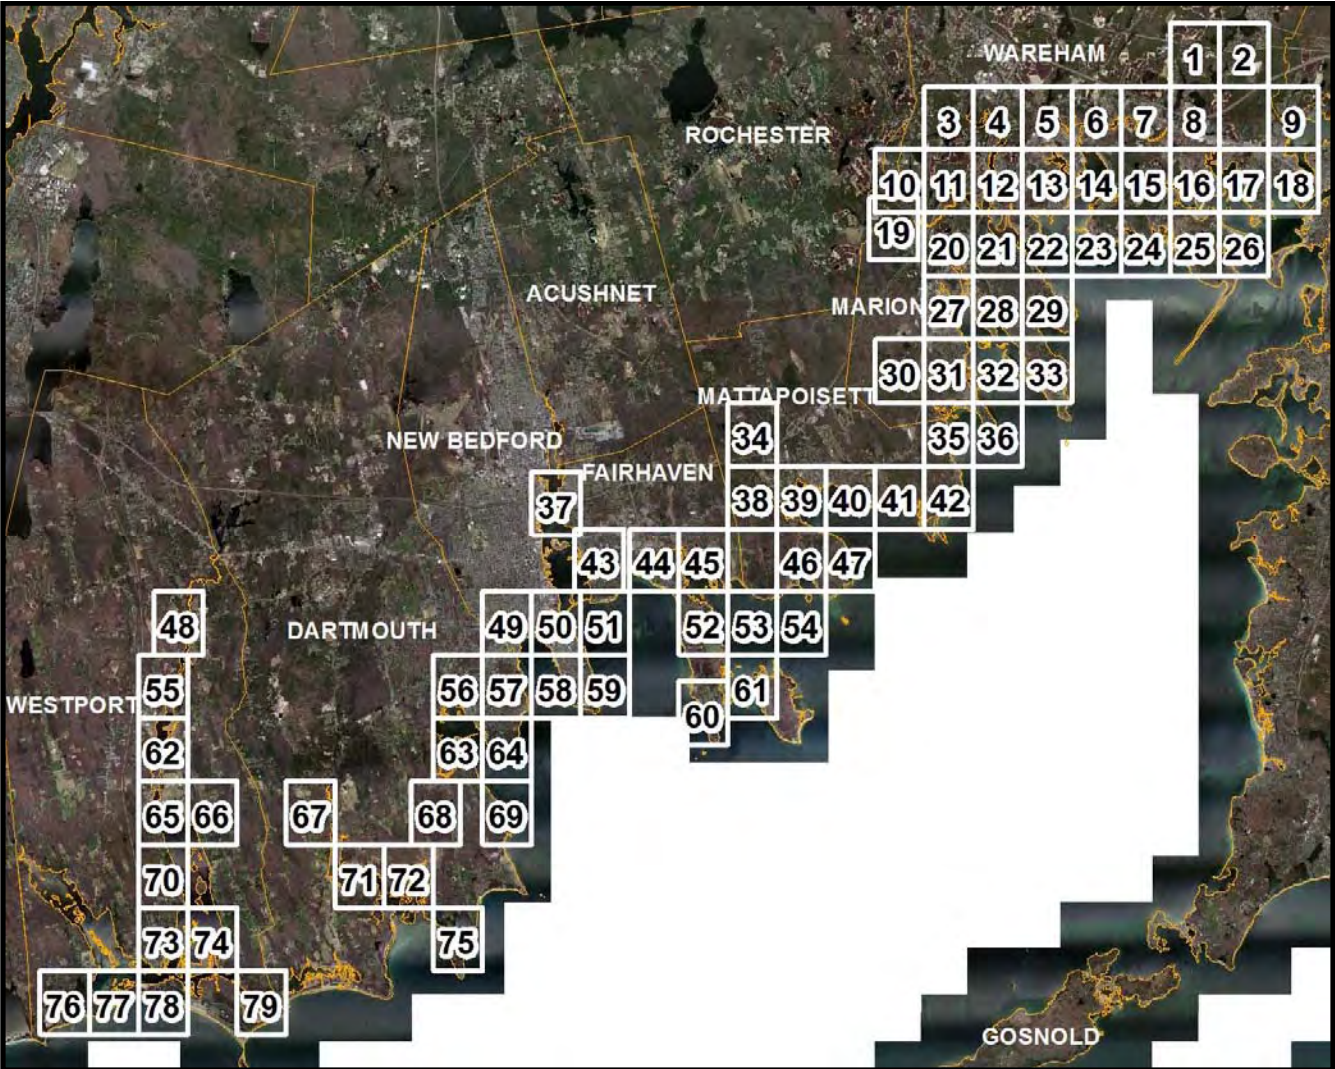 WAREHAM
1 2
ROCHESTER
3 4 5 6 7 8 9
10 11 12 13 14 15 16 17 18
19
20 21 22 23 24 25 26
ACUSHNET
MARION
27 28 29
30 31 32 33
MATTAPOISETT
34
35 36
NEW BEDFORD
FAIRHAVEN
37
38 39 40 41 42
43 44 45 46 47
48
DARTMOUTH
49 50 51 52 53 54
WESTPORT
55 56 57 58 59
60 61
62 63 64
65 66 67 68 69
70 71 72
73 74 75
76 77 78 79
GOSNOLD